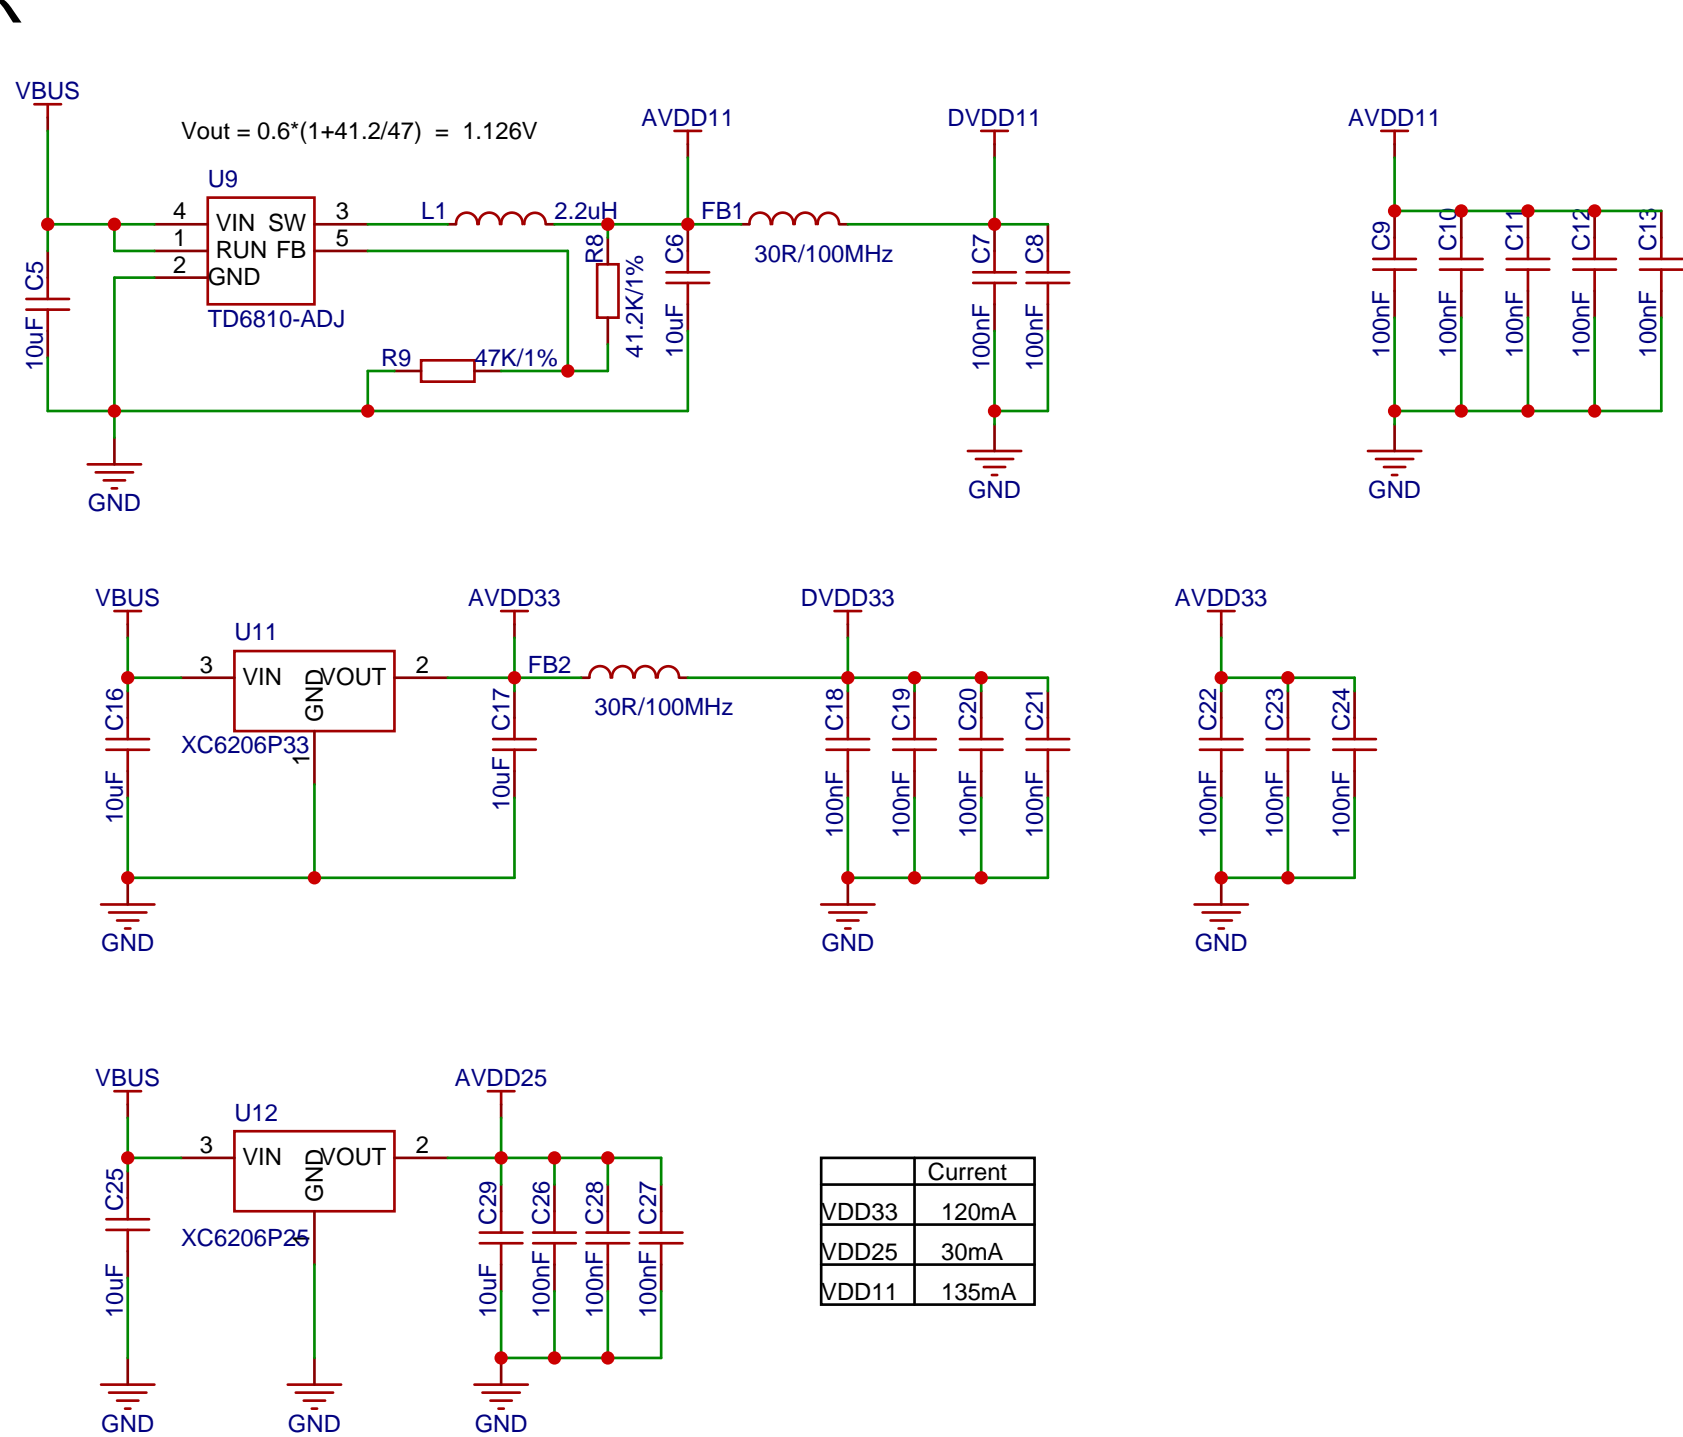 VBUS
Vout = 0.6*(1+41.2/47) = 1.126V
AVDD11
DVDD11
AVDD11
U9
4 VIN SW 3
1 RUN FB 5
2 GND
TD6810-ADJ
C5
10uF
L1 2.2uH
R8
41.2K/1%
R9 47K/1%
C6
10uF
FB1
30R/100MHz
C7
100nF
C8
100nF
C9
100nF
C10
100nF
C11
100nF
C12
100nF
C13
100nF
GND
GND
GND
VBUS
AVDD33
DVDD33
AVDD33
U11
3 VIN GND VOUT 2
XC6206P33
1
C16
10uF
C17
10uF
FB2
30R/100MHz
C18
100nF
C19
100nF
C20
100nF
C21
100nF
C22
100nF
C23
100nF
C24
100nF
GND
GND
GND
VBUS
AVDD25
U12
3 VIN GND VOUT 2
XC6206P25
1
C25
10uF
C29
10uF
C26
100nF
C28
100nF
C27
100nF
GND
GND
GND
Current
VDD33 120mA
VDD25 30mA
VDD11 135mA